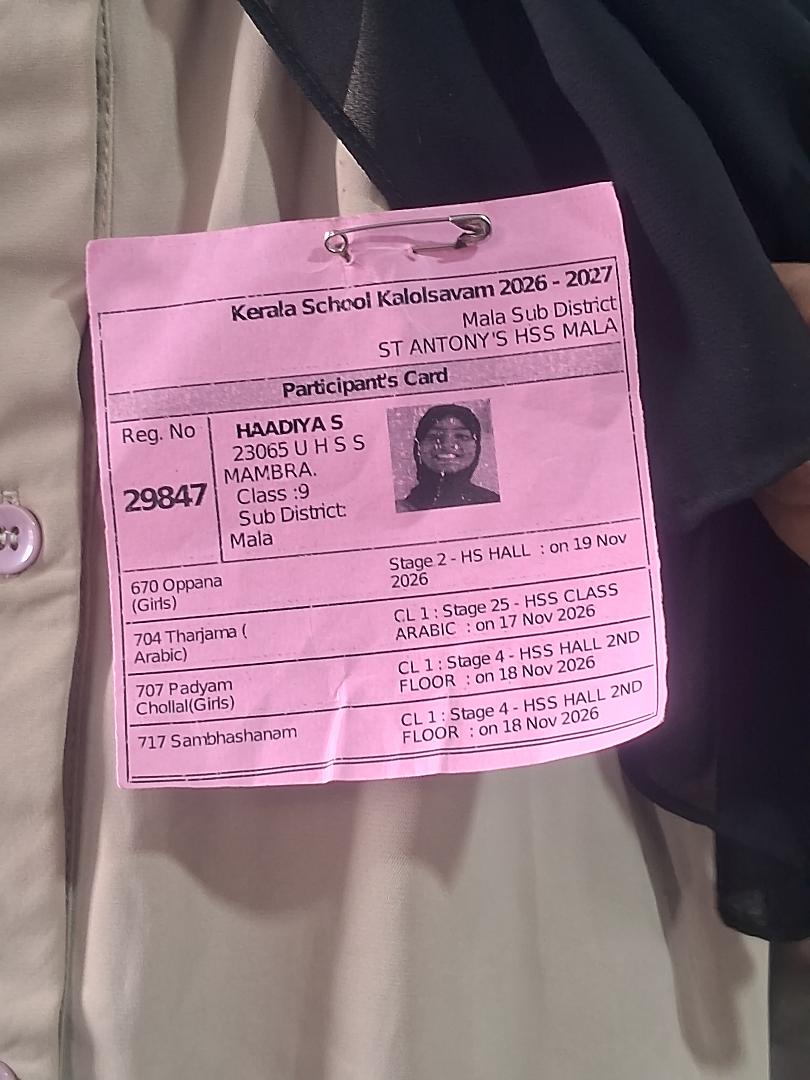 Kerala School Kalolsavam 2026 - 2027
Mala Sub District
ST ANTONY'S HSS MALA
Participant's Card
Reg. No
29847
HAADIYA S
23065 U H S S
MAMBRA.
Class :9
Sub District:
Mala
670 Oppana
(Girls)
Stage 2 - HS HALL : on 19 Nov
2026
704 Tharjama (
Arabic)
CL 1 : Stage 25 - HSS CLASS
ARABIC : on 17 Nov 2026
707 Padyam
Chollal(Girls)
CL 1 : Stage 4 - HSS HALL 2ND
FLOOR : on 18 Nov 2026
717 Sambhashanam
CL 1 : Stage 4 - HSS HALL 2ND
FLOOR : on 18 Nov 2026